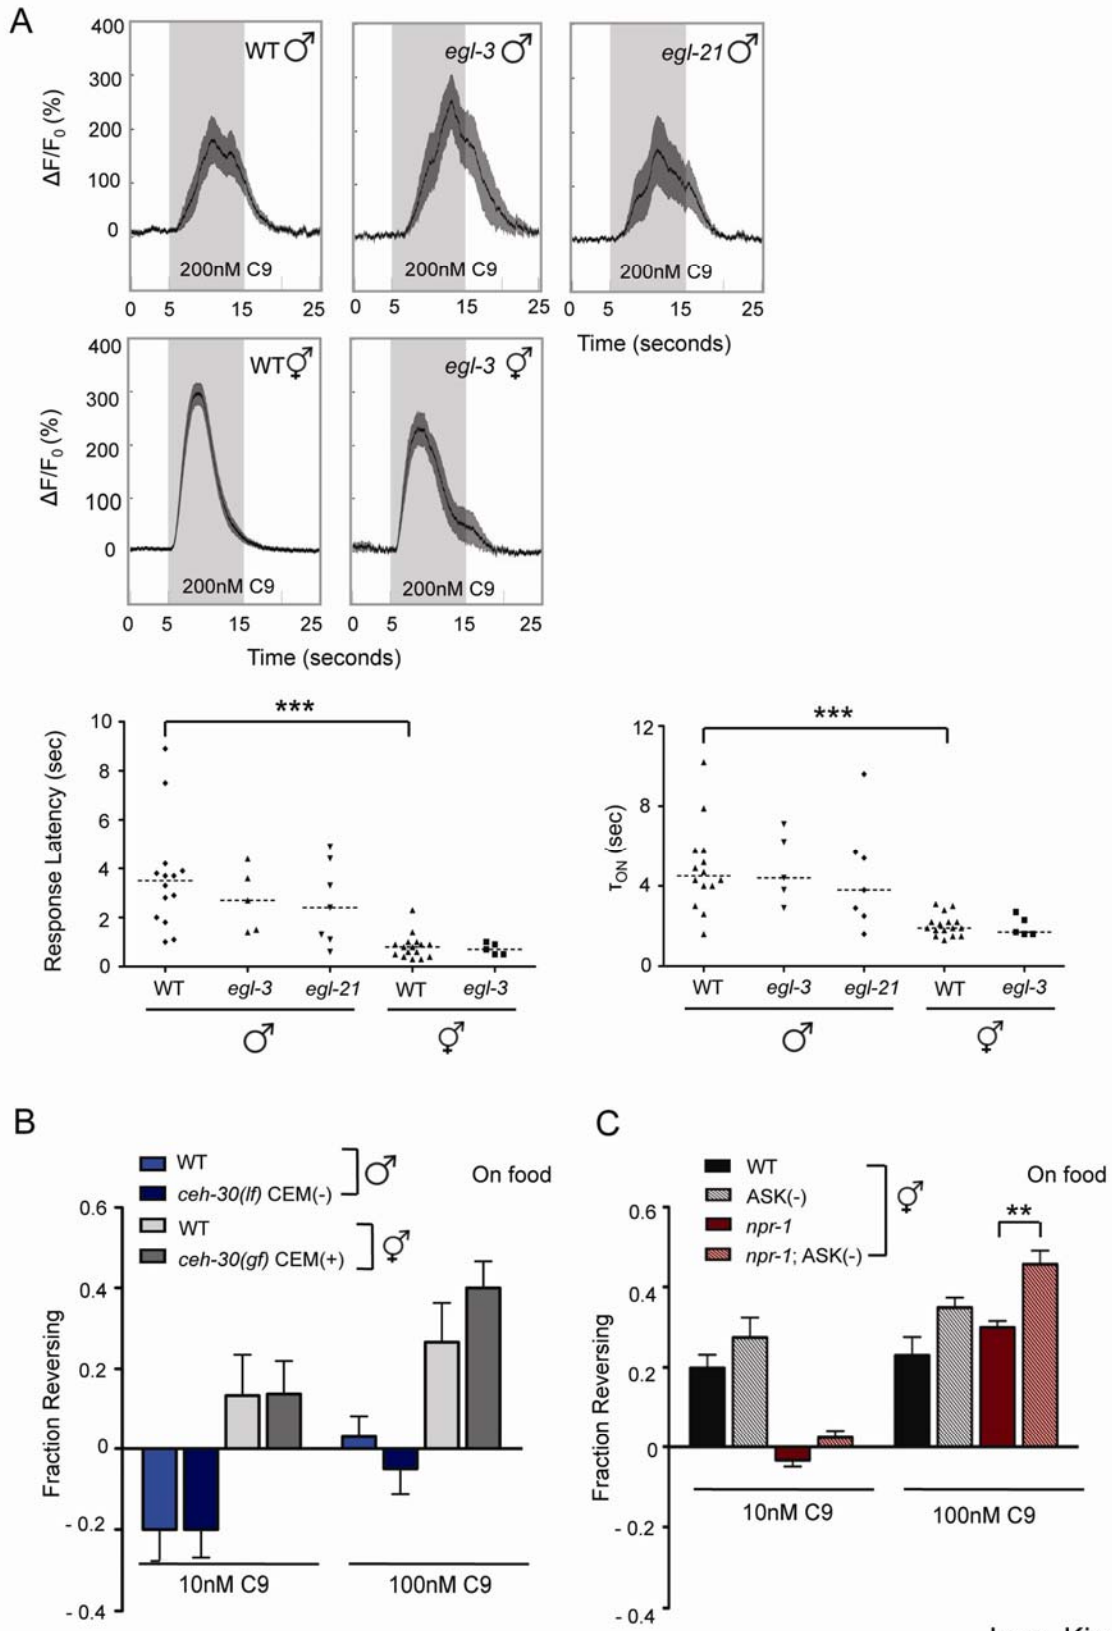 A
400
300
200
100
0
ΔF/F0 (%)
WT ♂
200nM C9
0 5 15 25
egl-3 ♂
200nM C9
0 5 15 25
egl-21 ♂
200nM C9
0 5 15 25
Time (seconds)
400
300
200
100
0
ΔF/F0 (%)
WT ⚥
200nM C9
0 5 15 25
egl-3 ⚥
200nM C9
0 5 15 25
Time (seconds)
***
10
8
6
4
2
0
Response Latency (sec)
WT egl-3 egl-21 WT egl-3
♂ ⚥
***
12
8
4
0
τON (sec)
WT egl-3 egl-21 WT egl-3
♂ ⚥
B
WT
ceh-30(lf) CEM(-)
♂
WT
ceh-30(gf) CEM(+)
⚥
On food
0.6
0.4
0.2
0
- 0.2
- 0.4
Fraction Reversing
10nM C9
100nM C9
C
WT
ASK(-)
npr-1
npr-1; ASK(-)
⚥
On food
**
0.6
0.4
0.2
0
- 0.2
- 0.4
Fraction Reversing
10nM C9
100nM C9